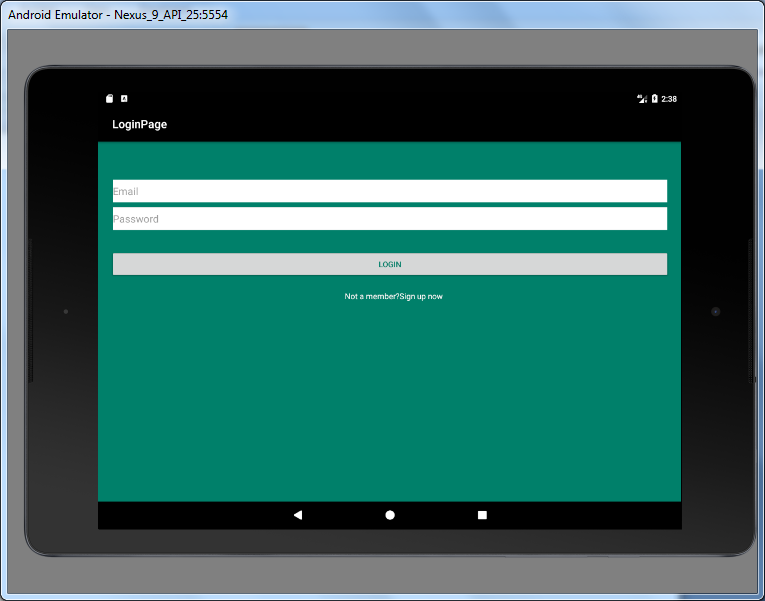 Android Emulator - Nexus_9_API_25:5554
2:38
LoginPage
Email
Password
LOGIN
Not a member?Sign up now